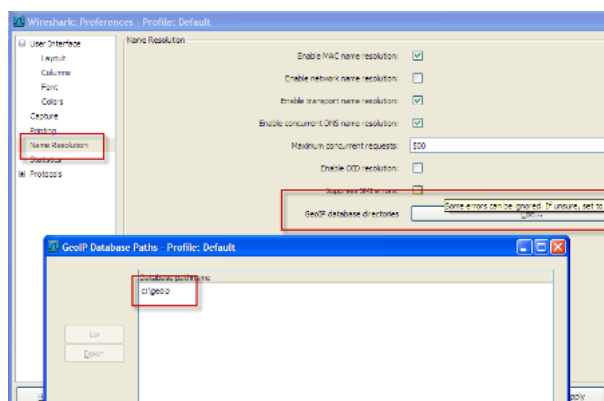 Wireshark: Preferences - Profile: Default
User Interface
Layout
Columns
Font
Colors
Capture
Printing
Name Resolution
Statistics
Protocols
Name Resolution
Enable MAC name resolution:
Enable network name resolution:
Enable transport name resolution:
Enable concurrent DNS name resolution:
Maximum concurrent requests: 500
Enable OID resolution:
Suppress SMI errors:
Some errors can be ignored. If unsure, set to
GeoIP database directories
GeoIP Database Paths - Profile: Default
Database pathname
c:\geoip
Up
Down